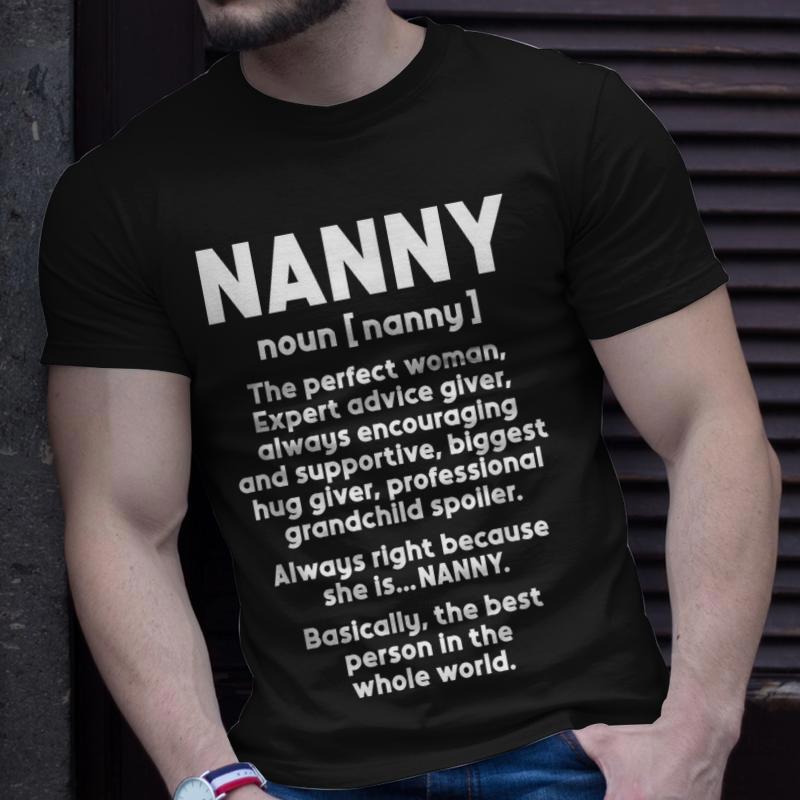 NANNY
noun [nanny]
The perfect woman,
Expert advice giver,
always encouraging
and supportive, biggest
hug giver, professional
grandchild spoiler.
Always right because
she is... NANNY.
Basically, the best
person in the
whole world.